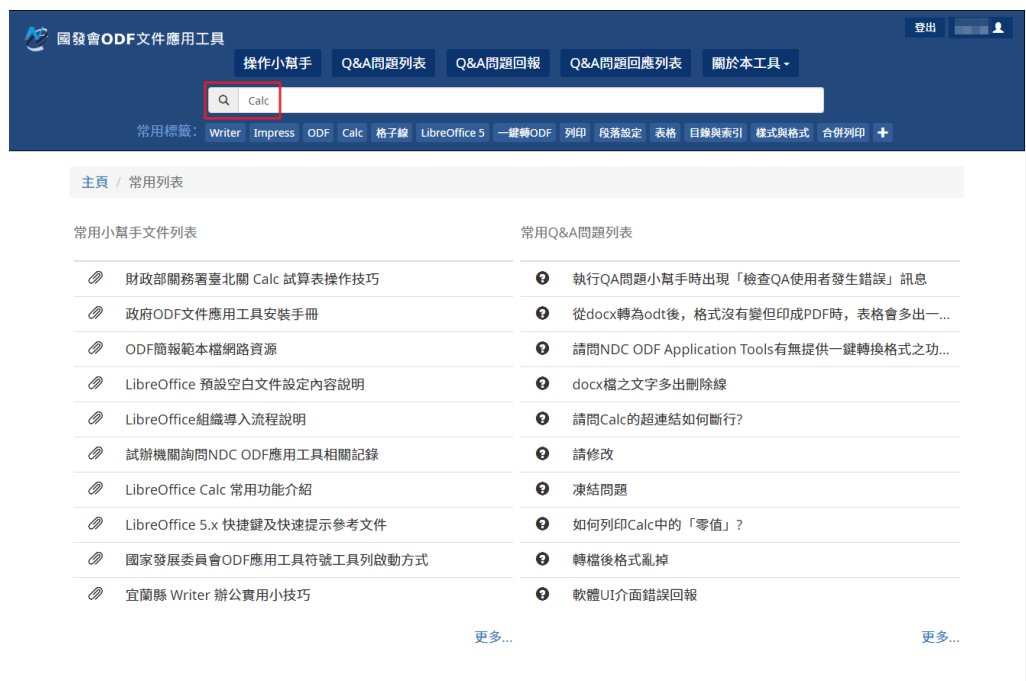 國發會ODF文件應用工具
登出
操作小幫手 Q&A問題列表 Q&A問題回報 Q&A問題回應列表 關於本工具
Calc
常用標籤: Writer Impress ODF Calc 格子線 LibreOffice 5 一鍵轉ODF 列印 段落設定 表格 目錄與索引 樣式與格式 合併列印
主頁 / 常用列表
常用小幫手文件列表
財政部關務署臺北關 Calc 試算表操作技巧
政府ODF文件應用工具安裝手冊
ODF簡報範本檔網路資源
LibreOffice 預設空白文件設定內容說明
LibreOffice組織導入流程說明
試辦機關詢問NDC ODF應用工具相關記錄
LibreOffice Calc 常用功能介紹
LibreOffice 5.x 快捷鍵及快速提示參考文件
國家發展委員會ODF應用工具符號工具列啟動方式
宜蘭縣 Writer 辦公實用小技巧
更多...
常用Q&A問題列表
執行QA問題小幫手時出現「檢查QA使用者發生錯誤」訊息
從docx轉為odt後，格式沒有變但印成PDF時，表格會多出一...
請問NDC ODF Application Tools有無提供一鍵轉換格式之功...
docx檔之文字多出刪除線
請問Calc的超連結如何斷行?
請修改
凍結問題
如何列印Calc中的「零值」?
轉檔後格式亂掉
軟體UI介面錯誤回報
更多...